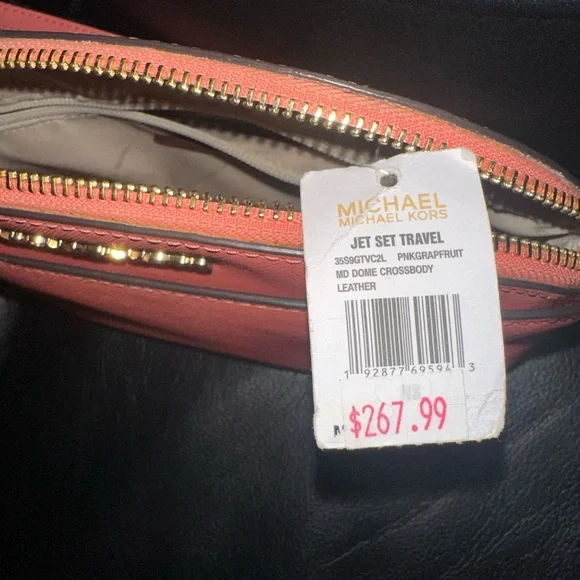 MICHAEL
MICHAEL KORS
JET SET TRAVEL
35S9GTVC2L PNKGRAPFRUIT
MD DOME CROSSBODY
LEATHER
1 92877 69594 3
$267.99